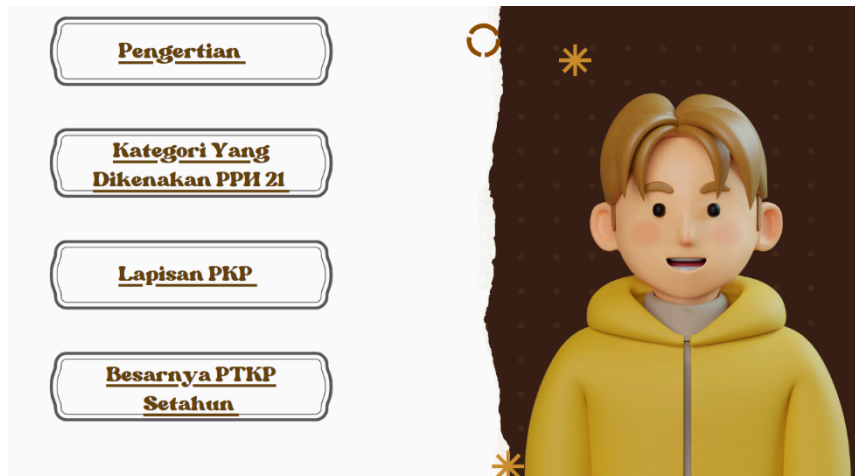 Pengertian
Kategori Yang
Dikenakan PPH 21
Lapisan PKP
Besarnya PTKP
Setahun